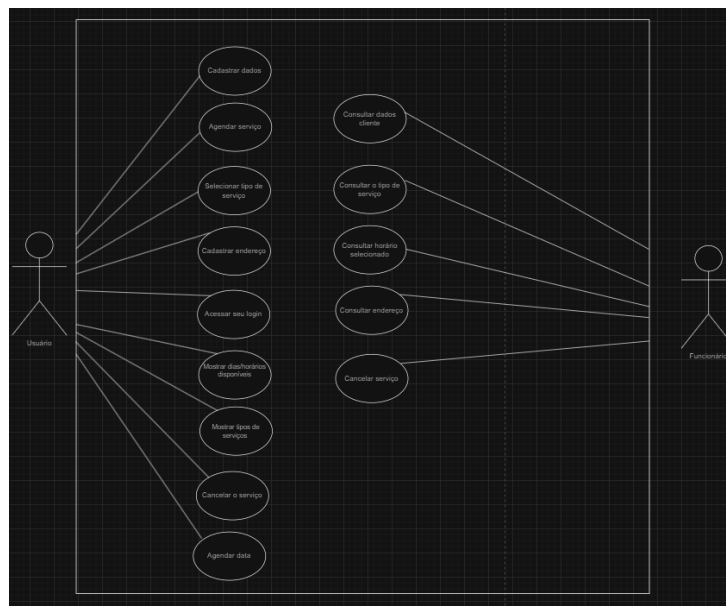 Cadastrar dados
Agendar serviço
Selecionar tipo de
serviço
Cadastrar endereço
Acessar seu login
Mostrar dias/horários
disponíveis
Mostrar tipos de
serviços
Cancelar o serviço
Agendar data
Consultar dados
cliente
Consultar o tipo de
serviço
Consultar horário
selecionado
Consultar endereço
Cancelar serviço
Usuário
Funcionário